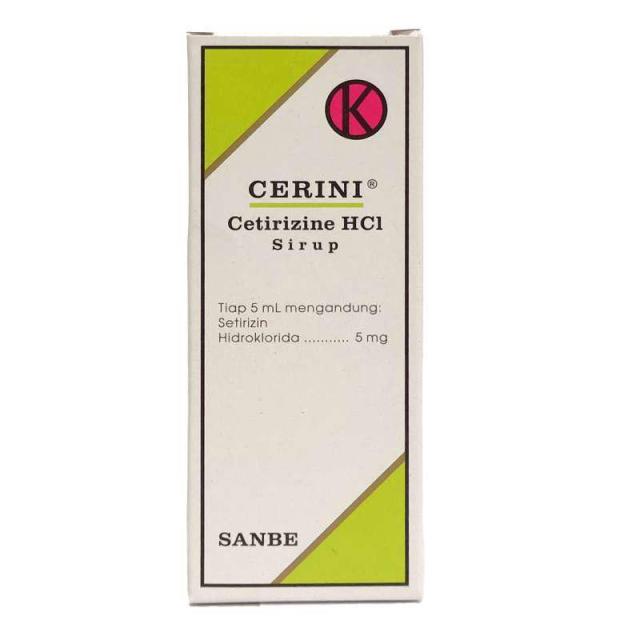 K
CERINI®
Cetirizine HCl
Sirup
Tiap 5 mL mengandung:
Setirizin
Hidroklorida ........... 5 mg
SANBE